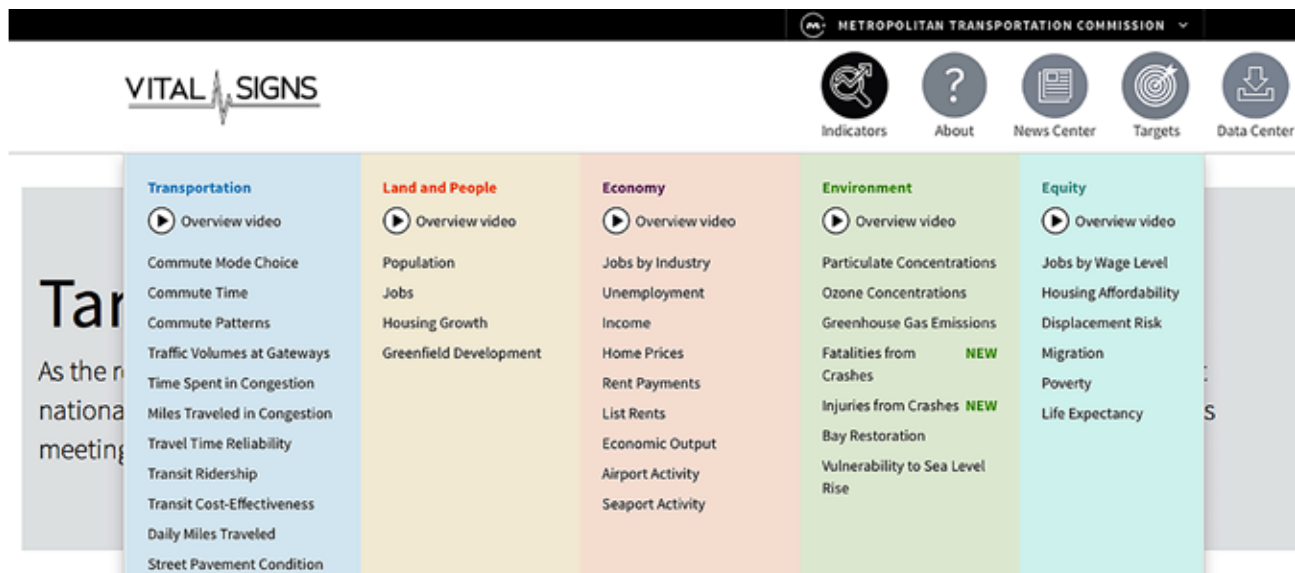 METROPOLITAN TRANSPORTATION COMMISSION
VITAL SIGNS
Indicators
About
News Center
Targets
Data Center
Transportation
Overview video
Commute Mode Choice
Commute Time
Commute Patterns
Traffic Volumes at Gateways
Time Spent in Congestion
Miles Traveled in Congestion
Travel Time Reliability
Transit Ridership
Transit Cost-Effectiveness
Daily Miles Traveled
Street Pavement Condition
Land and People
Overview video
Population
Jobs
Housing Growth
Greenfield Development
Economy
Overview video
Jobs by Industry
Unemployment
Income
Home Prices
Rent Payments
List Rents
Economic Output
Airport Activity
Seaport Activity
Environment
Overview video
Particulate Concentrations
Ozone Concentrations
Greenhouse Gas Emissions
Fatalities from NEW
Crashes
Injuries from Crashes NEW
Bay Restoration
Vulnerability to Sea Level
Rise
Equity
Overview video
Jobs by Wage Level
Housing Affordability
Displacement Risk
Migration
Poverty
Life Expectancy
Tar
As the r
nationa
meeting